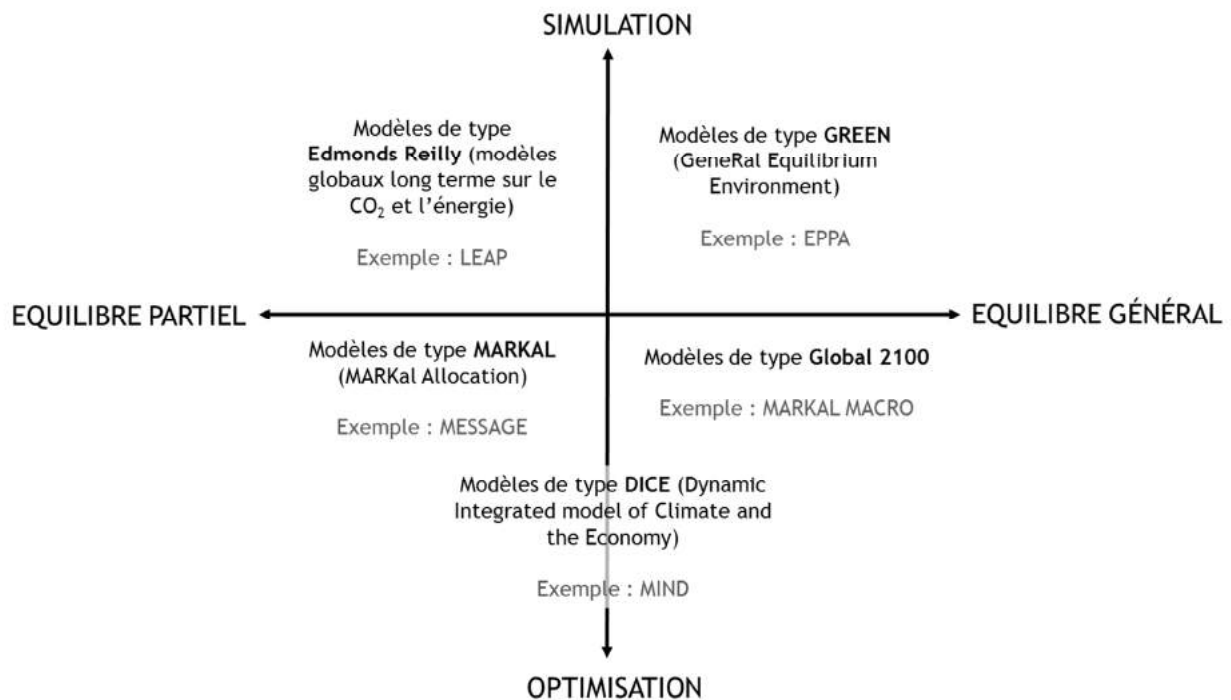 SIMULATION
Modèles de type
Edmonds Reilly (modèles
globaux long terme sur le
CO₂ et l'énergie)
Exemple : LEAP
Modèles de type GREEN
(GeneRal Equilibrium
Environment)
Exemple : EPPA
EQUILIBRE PARTIEL
EQUILIBRE GÉNÉRAL
Modèles de type MARKAL
(MARKal Allocation)
Exemple : MESSAGE
Modèles de type Global 2100
Exemple : MARKAL MACRO
Modèles de type DICE (Dynamic
Integrated model of Climate and
the Economy)
Exemple : MIND
OPTIMISATION